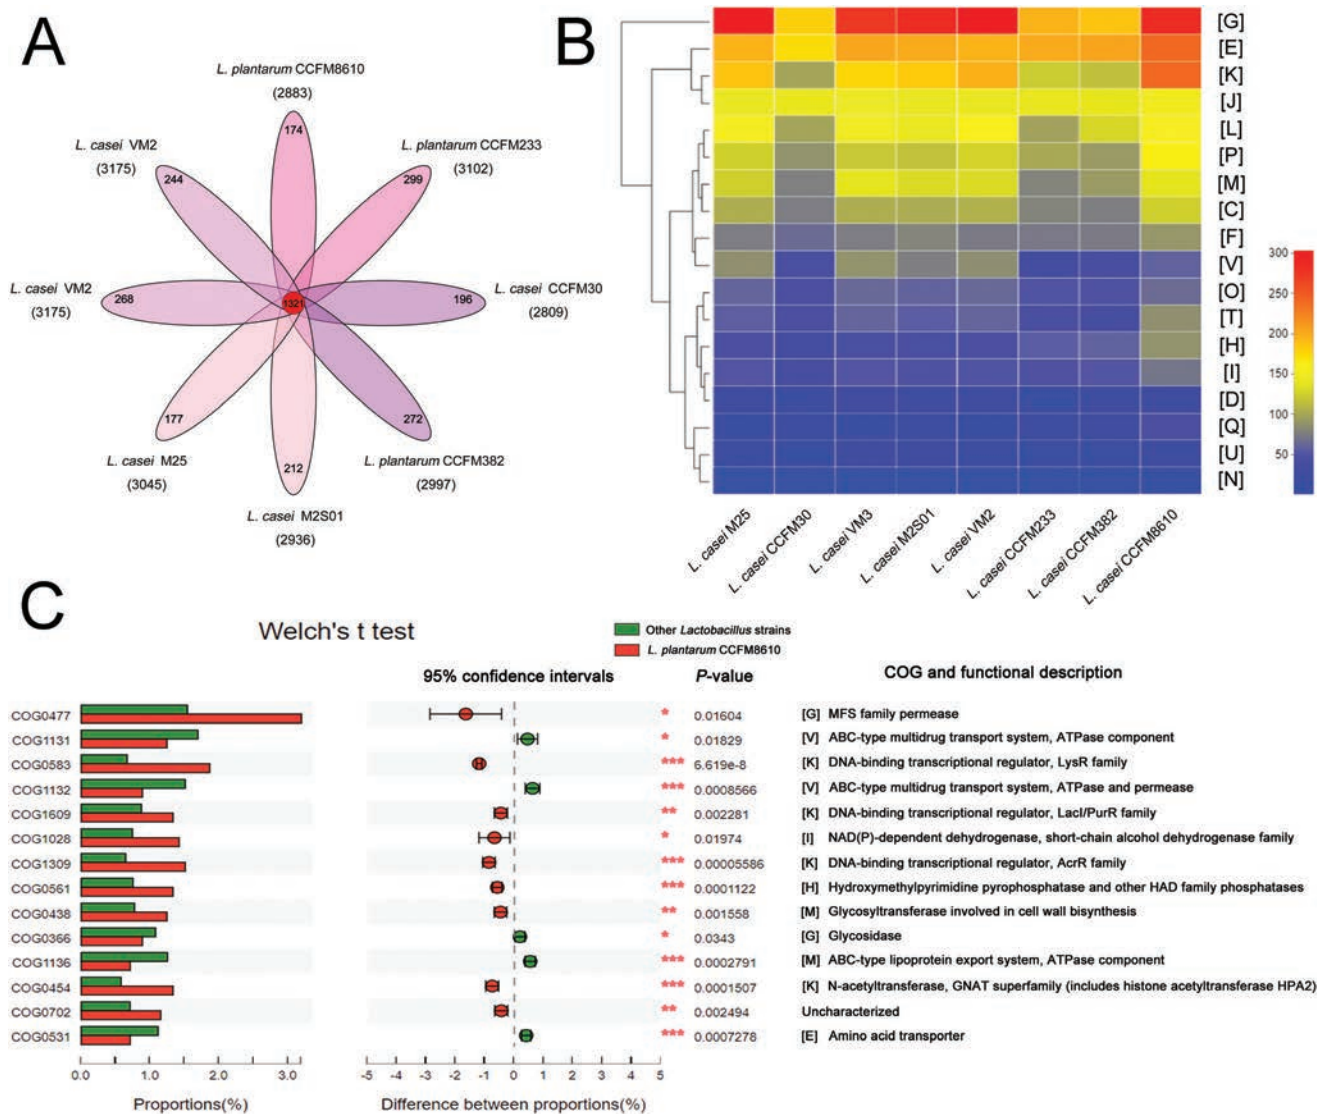 A
L. plantarum CCFM8610
(2883)
174
L. plantarum CCFM233
(3102)
299
L. casei VM2
(3175)
244
L. casei VM2
(3175)
268
1321
196
L. casei CCFM30
(2809)
177
L. casei M25
(3045)
272
L. plantarum CCFM382
(2997)
212
L. casei M2S01
(2936)
B
[G]
[E]
[K]
[J]
[L]
[P]
[M]
[C]
[F]
[V]
[O]
[T]
[H]
[I]
[D]
[Q]
[U]
[N]
300
250
200
150
100
50
L. casei M25
L. casei CCFM30
L. casei VM3
L. casei M2S01
L. casei VM2
L. casei CCFM233
L. casei CCFM382
L. casei CCFM8610
C
Welch's t test
Other Lactobacillus strains
L. plantarum CCFM8610
95% confidence intervals P-value COG and functional description
COG0477 * 0.01604 [G] MFS family permease
COG1131 * 0.01829 [V] ABC-type multidrug transport system, ATPase component
COG0583 *** 6.619e-8 [K] DNA-binding transcriptional regulator, LysR family
COG1132 *** 0.0008566 [V] ABC-type multidrug transport system, ATPase and permease
COG1609 ** 0.002281 [K] DNA-binding transcriptional regulator, LacI/PurR family
COG1028 * 0.01974 [I] NAD(P)-dependent dehydrogenase, short-chain alcohol dehydrogenase family
COG1309 *** 0.00005586 [K] DNA-binding transcriptional regulator, AcrR family
COG0561 *** 0.0001122 [H] Hydroxymethylpyrimidine pyrophosphatase and other HAD family phosphatases
COG0438 ** 0.001558 [M] Glycosyltransferase involved in cell wall bisynthesis
COG0366 * 0.0343 [G] Glycosidase
COG1136 *** 0.0002791 [M] ABC-type lipoprotein export system, ATPase component
COG0454 *** 0.0001507 [K] N-acetyltransferase, GNAT superfamily (includes histone acetyltransferase HPA2)
COG0702 ** 0.002494 Uncharacterized
COG0531 *** 0.0007278 [E] Amino acid transporter
0.0 1.0 2.0 3.0 -5 -4 -3 -2 -1 0 1 2 3 4 5
Proportions(%) Difference between proportions(%)